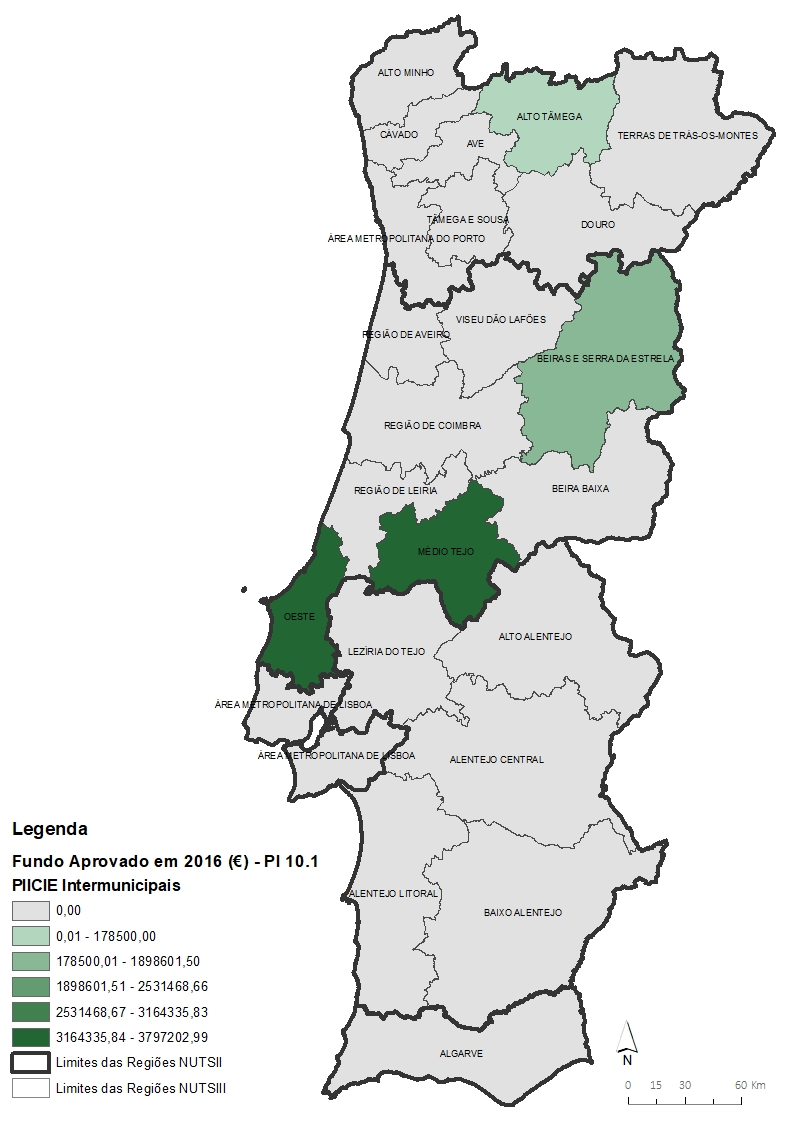 ALTO MINHO
ALTO TÂMEGA
CÁVADO
AVE
TERRAS DE TRÁS-OS-MONTES
TÂMEGA E SOUSA
DOURO
ÁREA METROPOLITANA DO PORTO
VISEU DÃO LAFÕES
REGIÃO DE AVEIRO
BEIRAS E SERRA DA ESTRELA
REGIÃO DE COIMBRA
REGIÃO DE LEIRIA
BEIRA BAIXA
MÉDIO TEJO
OESTE
ALTO ALENTEJO
LEZÍRIA DO TEJO
ÁREA METROPOLITANA DE LISBOA
ÁREA METROPOLITANA DE LISBOA
ALENTEJO CENTRAL
ALENTEJO LITORAL
BAIXO ALENTEJO
ALGARVE
Legenda
Fundo Aprovado em 2016 (€) - PI 10.1
PIICIE Intermunicipais
0,00
0,01 - 178500,00
178500,01 - 1898601,50
1898601,51 - 2531468,66
2531468,67 - 3164335,83
3164335,84 - 3797202,99
Limites das Regiões NUTSII
Limites das Regiões NUTSIII
N
0 15 30 60 Km